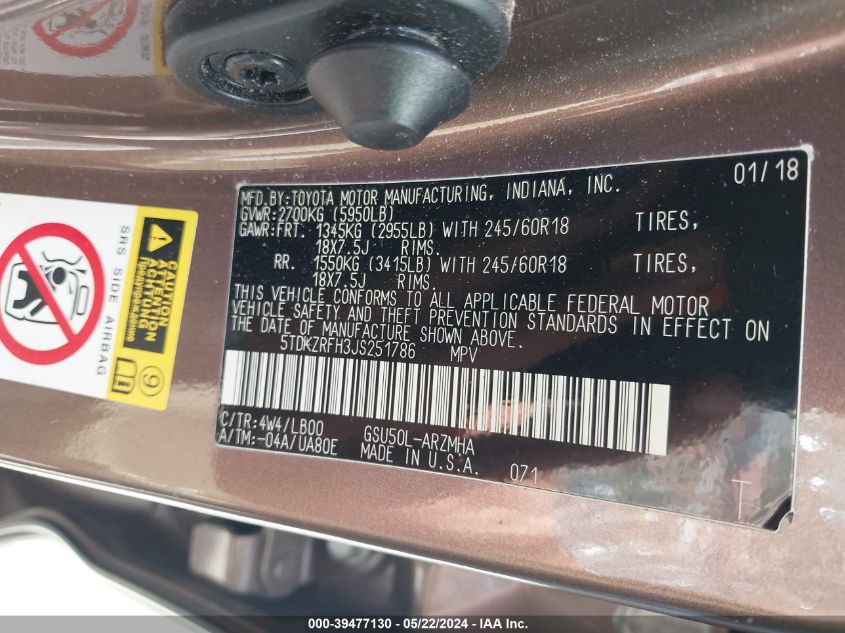 MFD.BY:TOYOTA MOTOR MANUFACTURING, INDIANA, INC. 01/18
GVWR:2700KG (5950LB)
GAWR:FRT. 1345KG (2955LB) WITH 245/60R18 TIRES,
18X7.5J RIMS.
RR. 1550KG (3415LB) WITH 245/60R18 TIRES,
18X7.5J RIMS.
THIS VEHICLE CONFORMS TO ALL APPLICABLE FEDERAL MOTOR
VEHICLE SAFETY AND THEFT PREVENTION STANDARDS IN EFFECT ON
THE DATE OF MANUFACTURE SHOWN ABOVE.
5TDKZRFH3JS251786 MPV
C/TR:4W4/LB00 GSU50L-ARZMHA
A/TM:-04A/UA80E MADE IN U.S.A. 071
T
SRS SIDE AIRBAG
CAUTION
ATTENTION
ACHTUNG
9
000-39477130 - 05/22/2024 - IAA Inc.